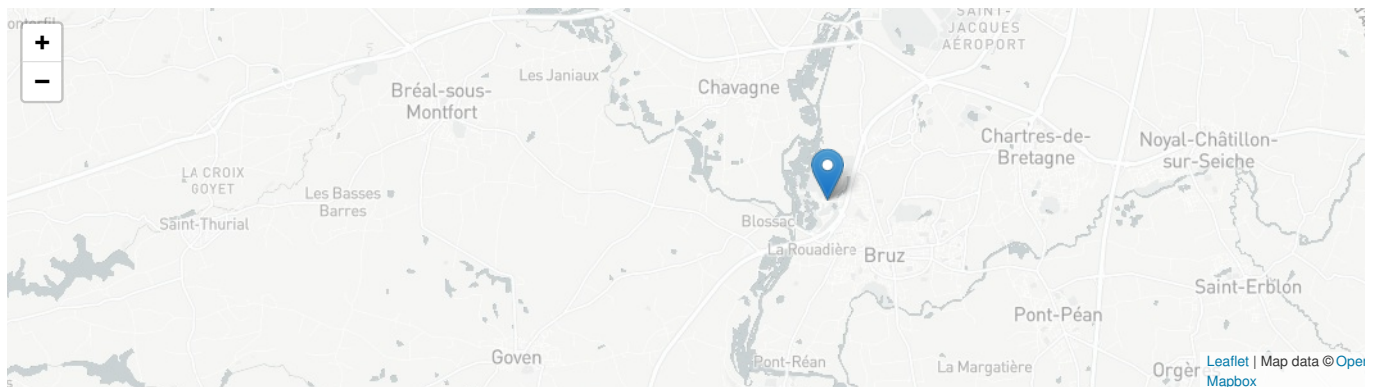 +
−
SAINT-
JACQUES
AÉROPORT
Les Janiaux
Chavagne
Bréal-sous-
Montfort
Chartres-de-
Bretagne
Noyal-Châtillon-
sur-Seiche
LA CROIX
GOYET
Les Basses
Barres
Saint-Thurial
Blossac
La Rouadière
Bruz
Saint-Erblon
Pont-Péan
Goven
Pont-Réan
La Margatière
Orgèr
Leaflet | Map data © Oper
Mapbox